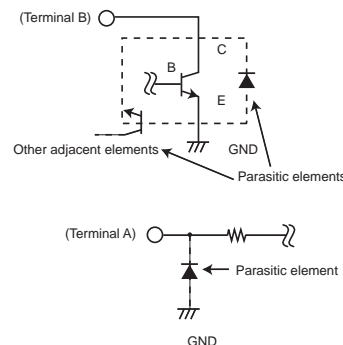 (Terminal B)
C
B
E
Other adjacent elements
GND
Parasitic elements
(Terminal A)
Parasitic element
GND